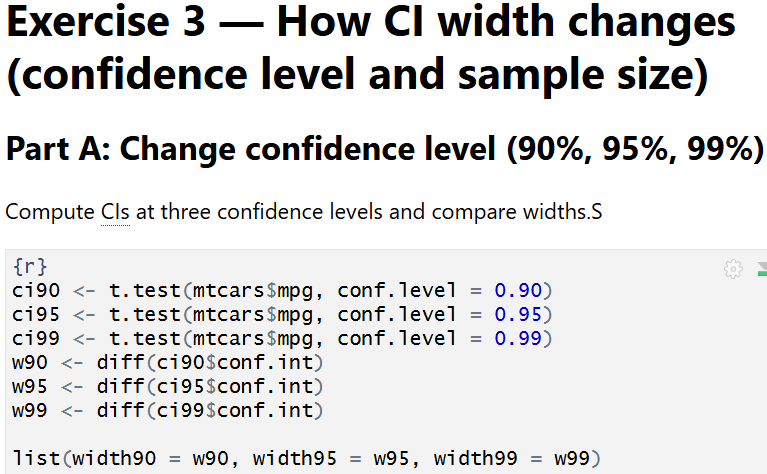 Exercise 3 — How CI width changes
(confidence level and sample size)
Part A: Change confidence level (90%, 95%, 99%)
Compute CIs at three confidence levels and compare widths.S
{r}
ci90 <- t.test(mtcars$mpg, conf.level = 0.90)
ci95 <- t.test(mtcars$mpg, conf.level = 0.95)
ci99 <- t.test(mtcars$mpg, conf.level = 0.99)
w90 <- diff(ci90$conf.int)
w95 <- diff(ci95$conf.int)
w99 <- diff(ci99$conf.int)
list(width90 = w90, width95 = w95, width99 = w99)